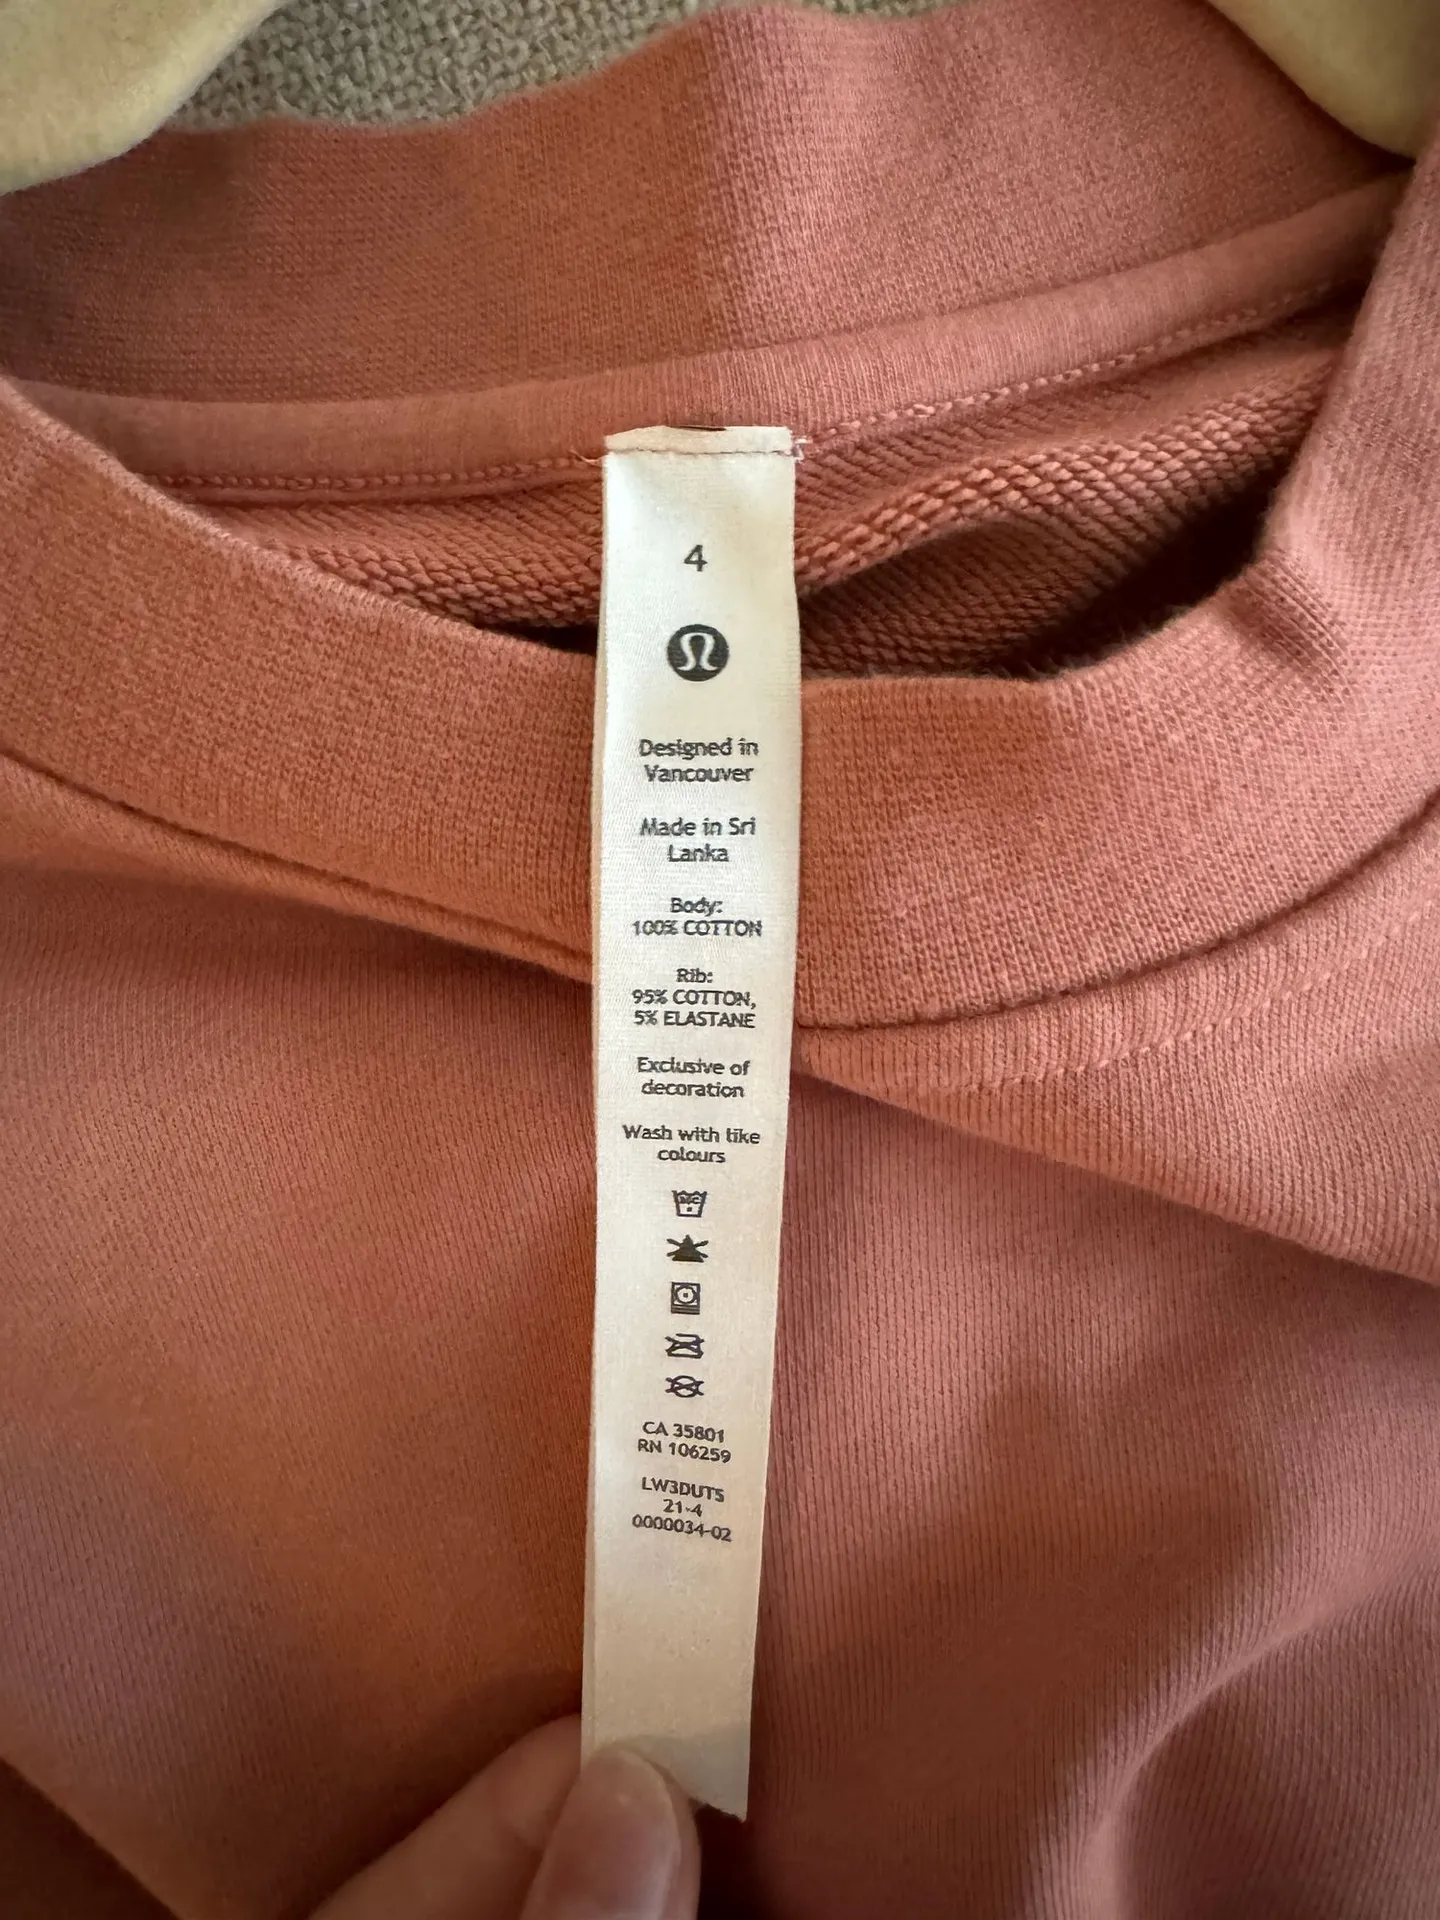 4
Designed in
Vancouver
Made in Sri
Lanka
Body:
100% COTTON
Rib:
95% COTTON,
5% ELASTANE
Exclusive of
decoration
Wash with like
colours
CA 35801
RN 106259
LW3DUTS
21-4
0000034-02